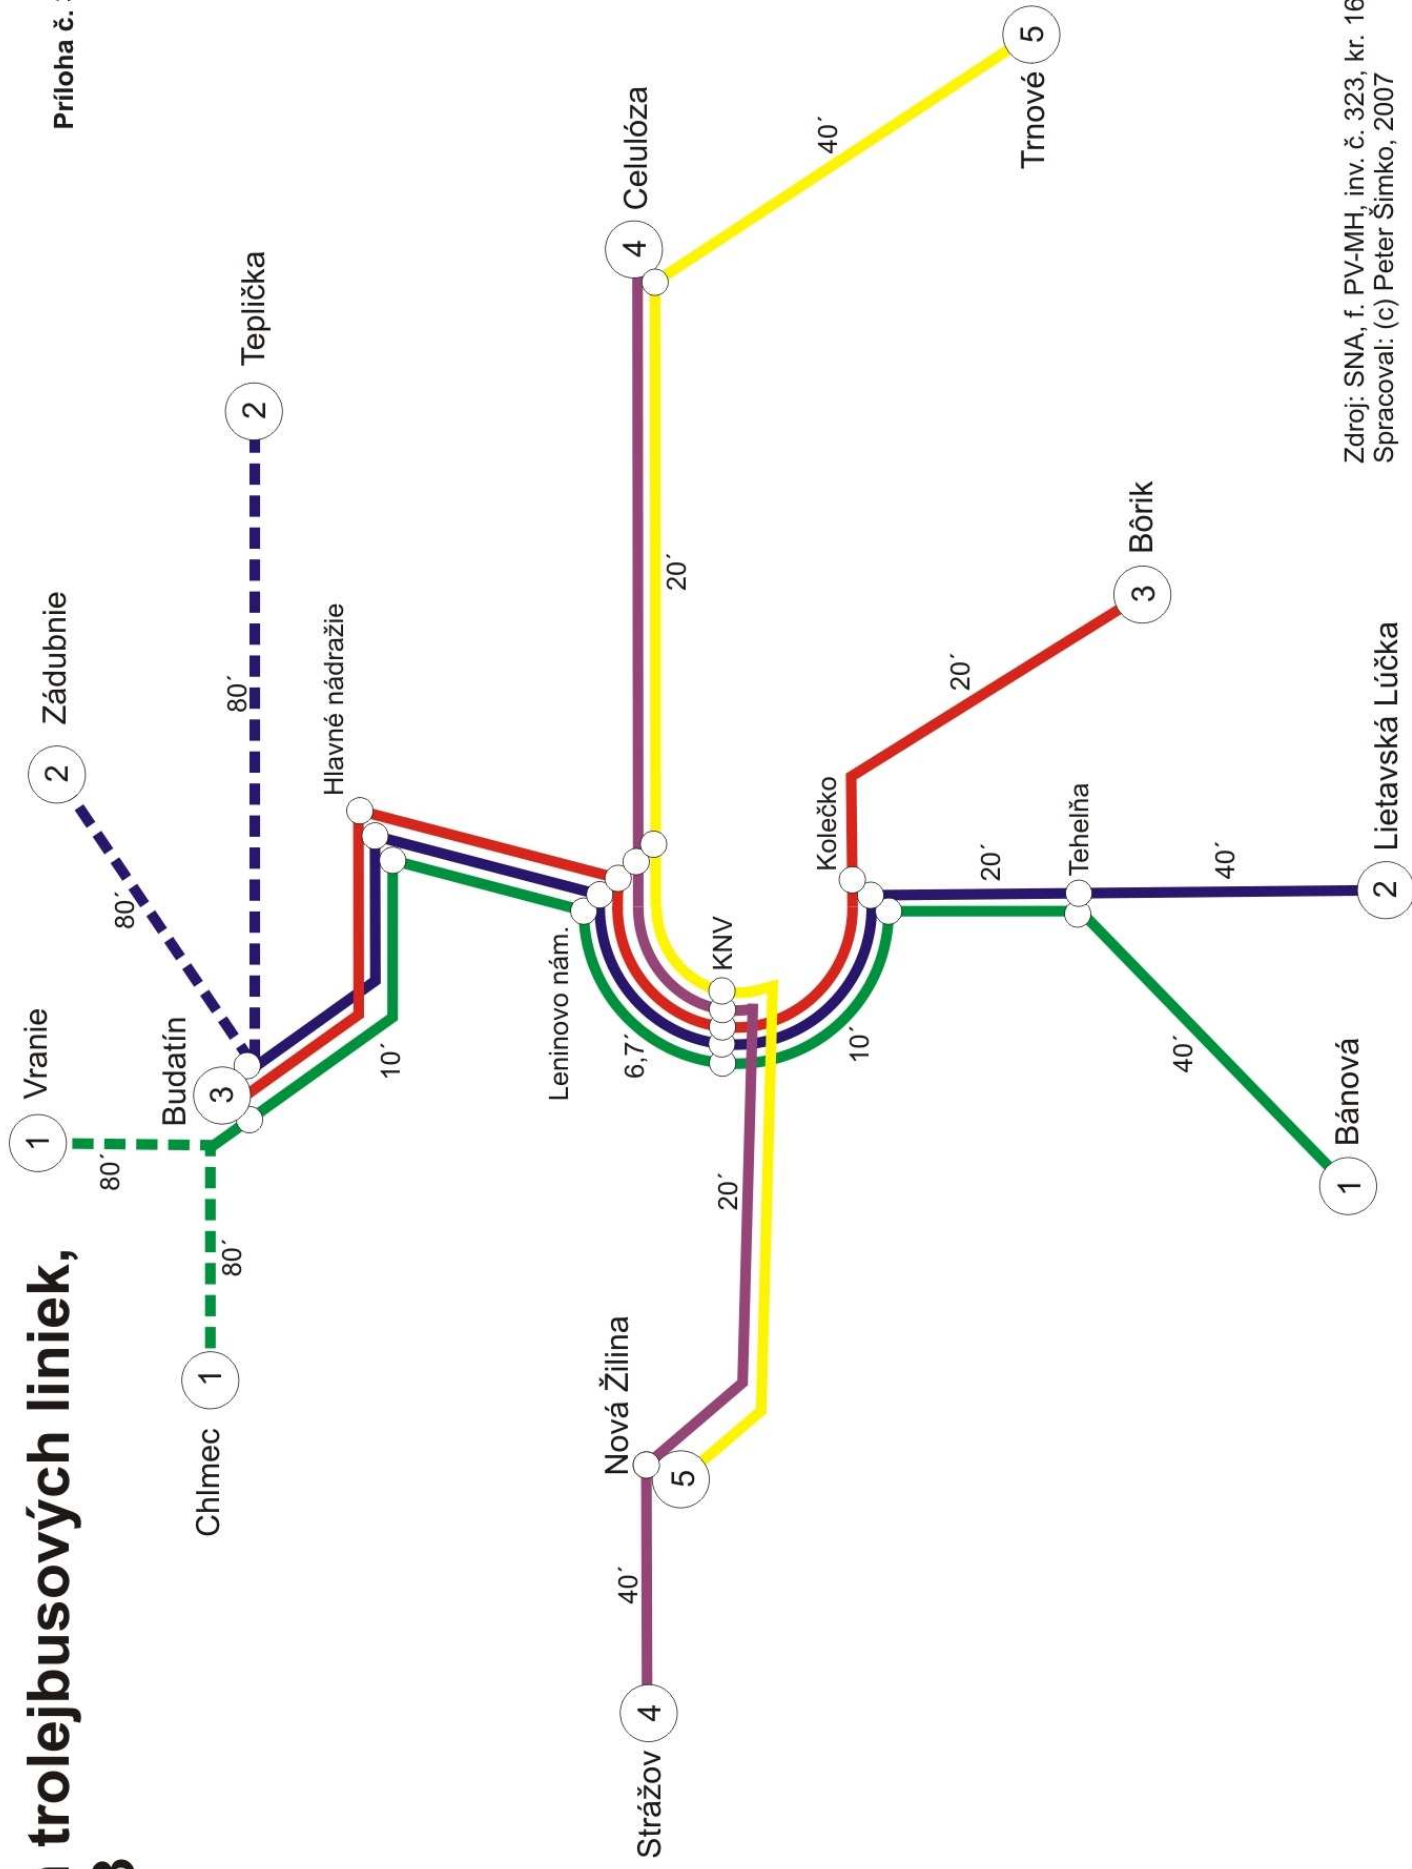 Príloha č.
trolejbusových liniek,
Vranie
1
80´
Zádubnie
2
80´
Teplička
2
80´
Chlmec
1
80´
Budatín
3
10´
Hlavné nádražie
Leninovo nám.
6,7´
KNV
10´
Celulóza
4
20´
Trnové
5
40´
Nová Žilina
5
20´
Strážov
4
40´
Kolečko
20´
Bôrik
3
20´
Tehelňa
40´
Lietavská Lúčka
2
40´
Bánová
1
Zdroj: SNA, f. PV-MH, inv. č. 323, kr. 16
Spracoval: (c) Peter Šimko, 2007